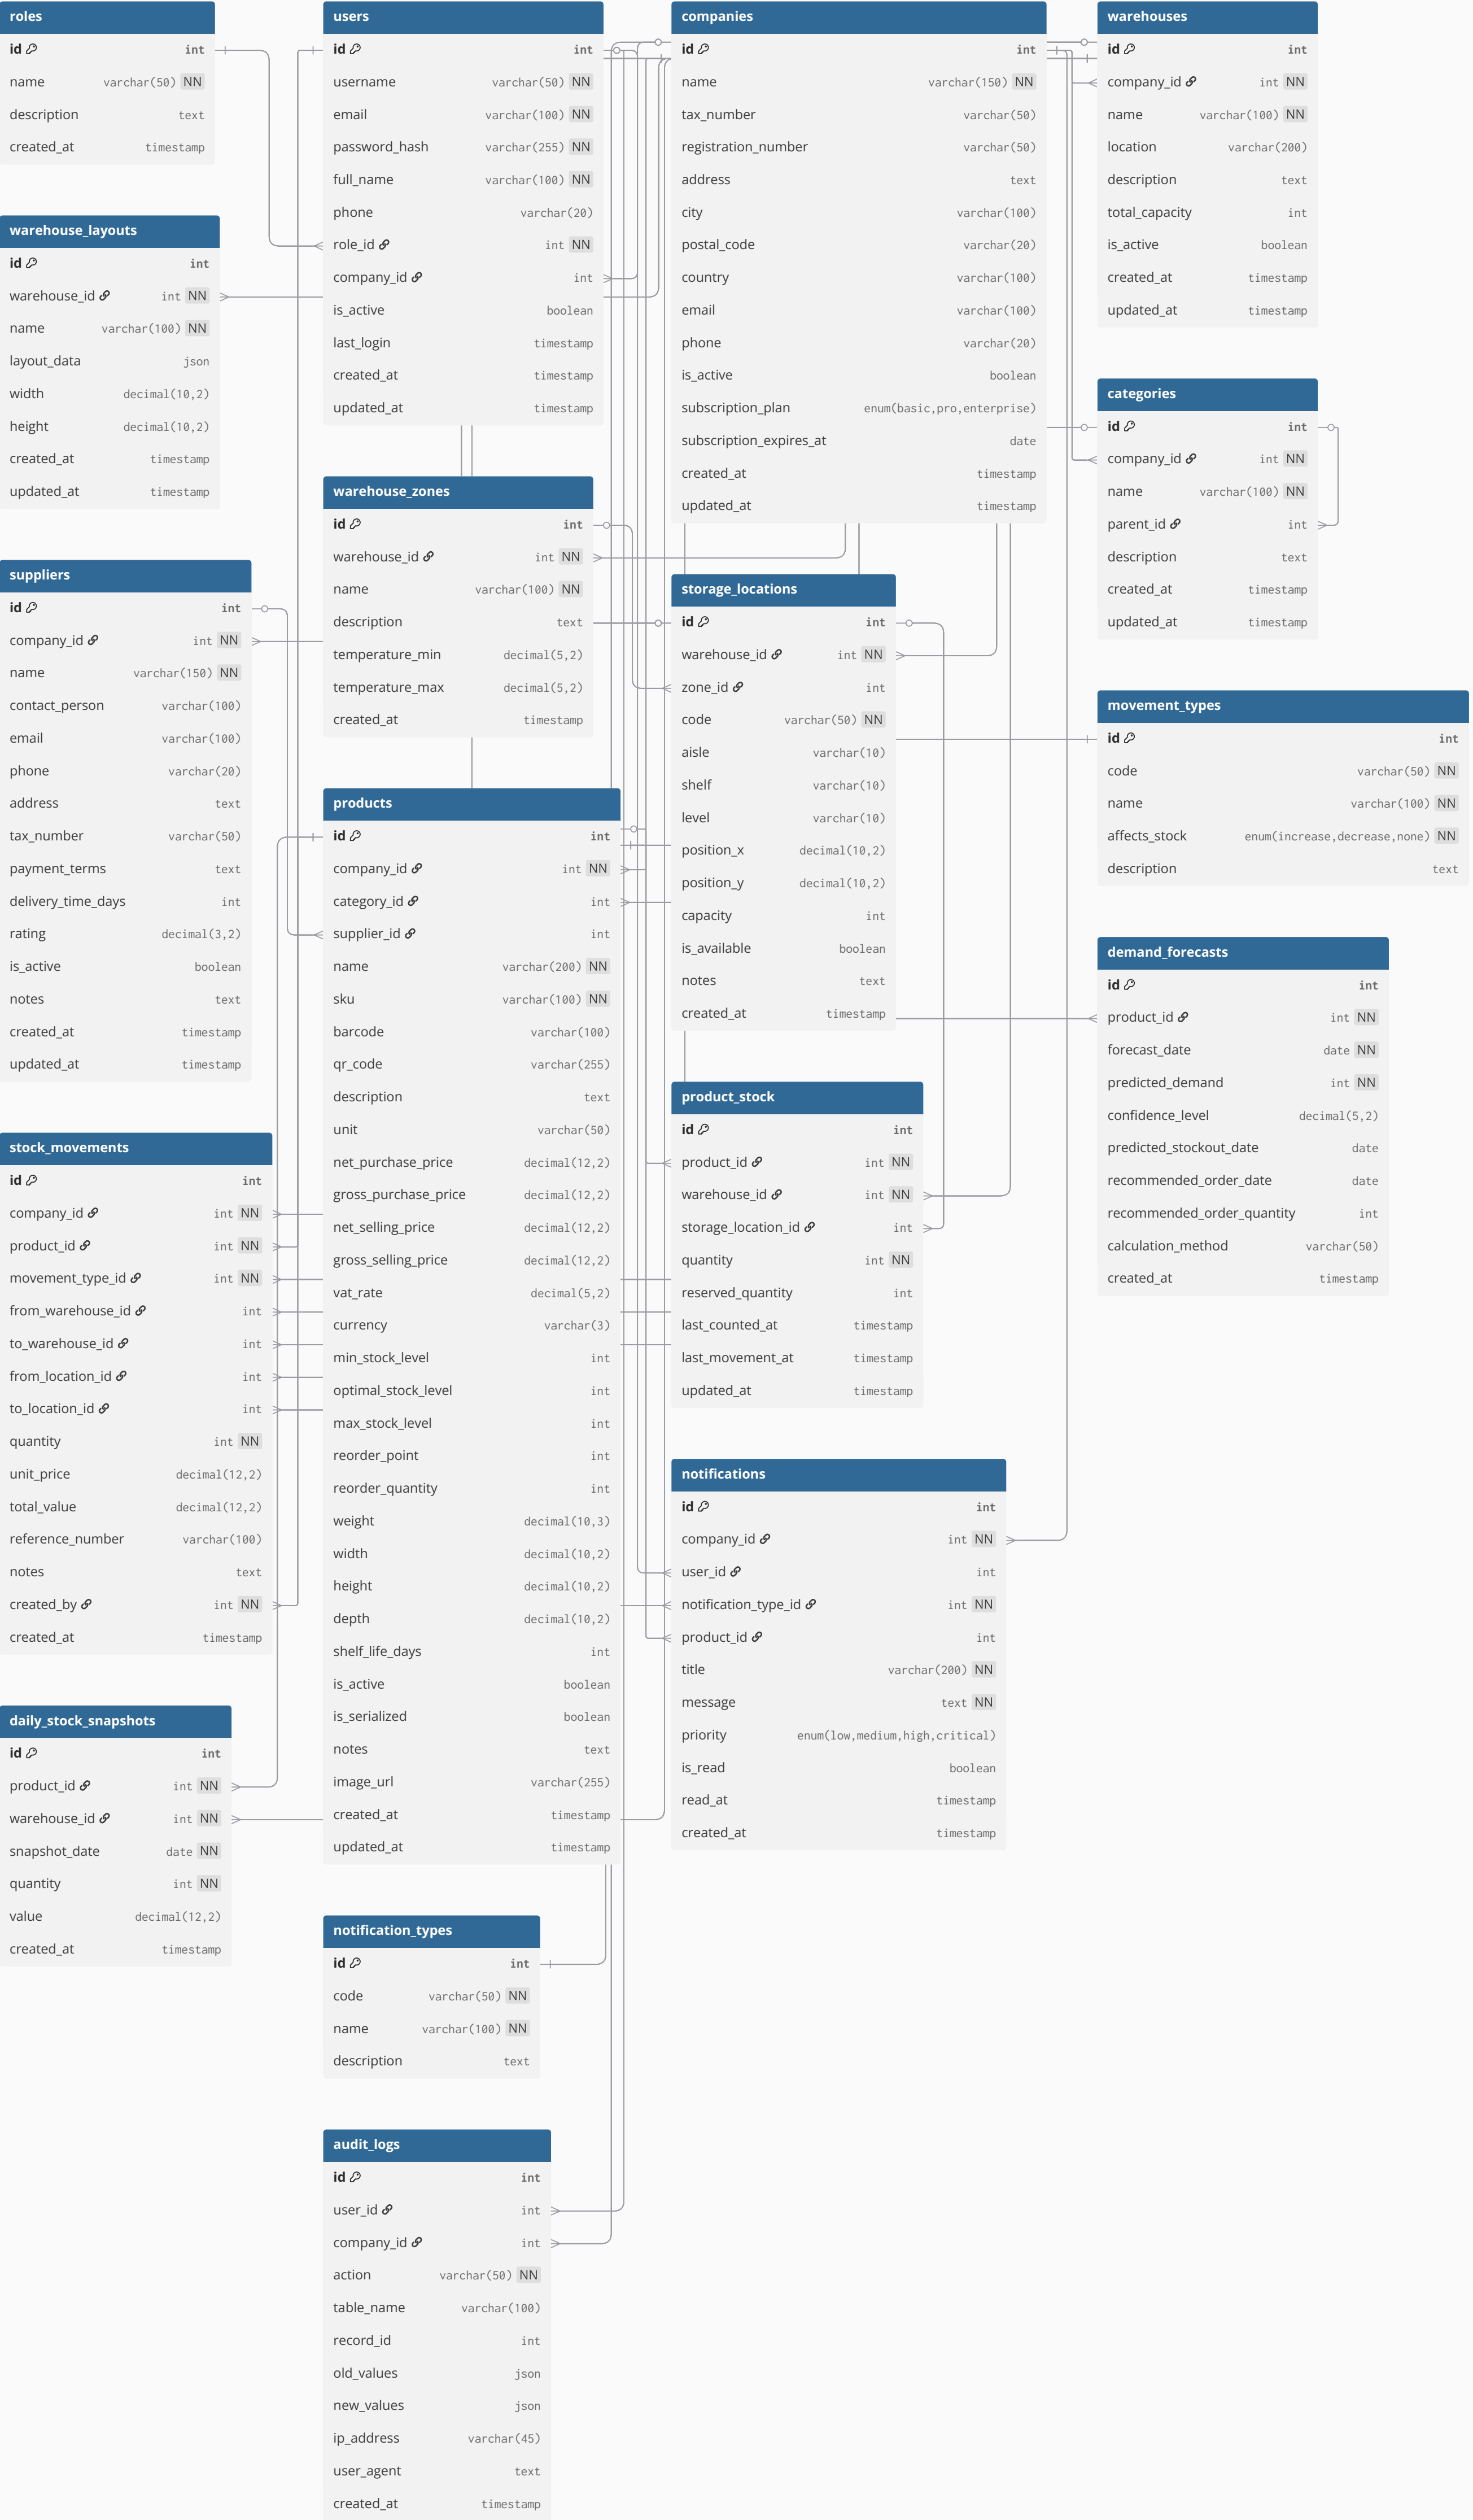 roles
id int
name varchar(50) NN
description text
created_at timestamp
warehouse_layouts
id int
warehouse_id int NN
name varchar(100) NN
layout_data json
width decimal(10,2)
height decimal(10,2)
created_at timestamp
updated_at timestamp
suppliers
id int
company_id int NN
name varchar(150) NN
contact_person varchar(100)
email varchar(100)
phone varchar(20)
address text
tax_number varchar(50)
payment_terms text
delivery_time_days int
rating decimal(3,2)
is_active boolean
notes text
created_at timestamp
updated_at timestamp
stock_movements
id int
company_id int NN
product_id int NN
movement_type_id int NN
from_warehouse_id int
to_warehouse_id int
from_location_id int
to_location_id int
quantity int NN
unit_price decimal(12,2)
total_value decimal(12,2)
reference_number varchar(100)
notes text
created_by int NN
created_at timestamp
daily_stock_snapshots
id int
product_id int NN
warehouse_id int NN
snapshot_date date NN
quantity int NN
value decimal(12,2)
created_at timestamp
users
id int
username varchar(50) NN
email varchar(100) NN
password_hash varchar(255) NN
full_name varchar(100) NN
phone varchar(20)
role_id int NN
company_id int
is_active boolean
last_login timestamp
created_at timestamp
updated_at timestamp
warehouse_zones
id int
warehouse_id int NN
name varchar(100) NN
description text
temperature_min decimal(5,2)
temperature_max decimal(5,2)
created_at timestamp
products
id int
company_id int NN
category_id int
supplier_id int
name varchar(200) NN
sku varchar(100) NN
barcode varchar(100)
qr_code varchar(255)
description text
unit varchar(50)
net_purchase_price decimal(12,2)
gross_purchase_price decimal(12,2)
net_selling_price decimal(12,2)
gross_selling_price decimal(12,2)
vat_rate decimal(5,2)
currency varchar(3)
min_stock_level int
optimal_stock_level int
max_stock_level int
reorder_point int
reorder_quantity int
weight decimal(10,3)
width decimal(10,2)
height decimal(10,2)
depth decimal(10,2)
shelf_life_days int
is_active boolean
is_serialized boolean
notes text
image_url varchar(255)
created_at timestamp
updated_at timestamp
notification_types
id int
code varchar(50) NN
name varchar(100) NN
description text
audit_logs
id int
user_id int
company_id int
action varchar(50) NN
table_name varchar(100)
record_id int
old_values json
new_values json
ip_address varchar(45)
user_agent text
created_at timestamp
companies
id int
name varchar(150) NN
tax_number varchar(50)
registration_number varchar(50)
address text
city varchar(100)
postal_code varchar(20)
country varchar(100)
email varchar(100)
phone varchar(20)
is_active boolean
subscription_plan enum(basic,pro,enterprise)
subscription_expires_at date
created_at timestamp
updated_at timestamp
storage_locations
id int
warehouse_id int NN
zone_id int
code varchar(50) NN
aisle varchar(10)
shelf varchar(10)
level varchar(10)
position_x decimal(10,2)
position_y decimal(10,2)
capacity int
is_available boolean
notes text
created_at timestamp
product_stock
id int
product_id int NN
warehouse_id int NN
storage_location_id int
quantity int NN
reserved_quantity int
last_counted_at timestamp
last_movement_at timestamp
updated_at timestamp
notifications
id int
company_id int NN
user_id int
notification_type_id int NN
product_id int
title varchar(200) NN
message text NN
priority enum(low,medium,high,critical)
is_read boolean
read_at timestamp
created_at timestamp
warehouses
id int
company_id int NN
name varchar(100) NN
location varchar(200)
description text
total_capacity int
is_active boolean
created_at timestamp
updated_at timestamp
categories
id int
company_id int NN
name varchar(100) NN
parent_id int
description text
created_at timestamp
updated_at timestamp
movement_types
id int
code varchar(50) NN
name varchar(100) NN
affects_stock enum(increase,decrease,none) NN
description text
demand_forecasts
id int
product_id int NN
forecast_date date NN
predicted_demand int NN
confidence_level decimal(5,2)
predicted_stockout_date date
recommended_order_date date
recommended_order_quantity int
calculation_method varchar(50)
created_at timestamp